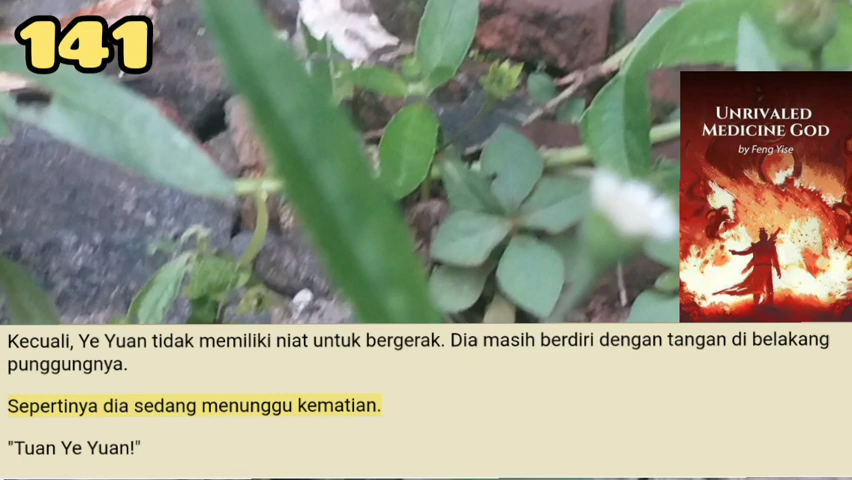 141
UNRIVALED
MEDICINE GOD
by Feng Yise
Kecuali, Ye Yuan tidak memiliki niat untuk bergerak. Dia masih berdiri dengan tangan di belakang
punggungnya.
Sepertinya dia sedang menunggu kematian.
"Tuan Ye Yuan!"